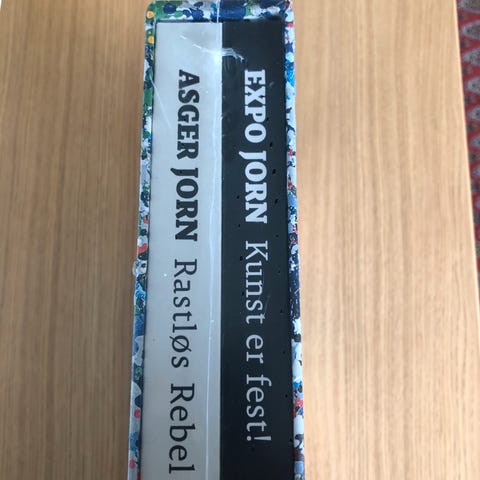 EXPO JORN Kunst er fest!
ASGER JORN Rastløs Rebel